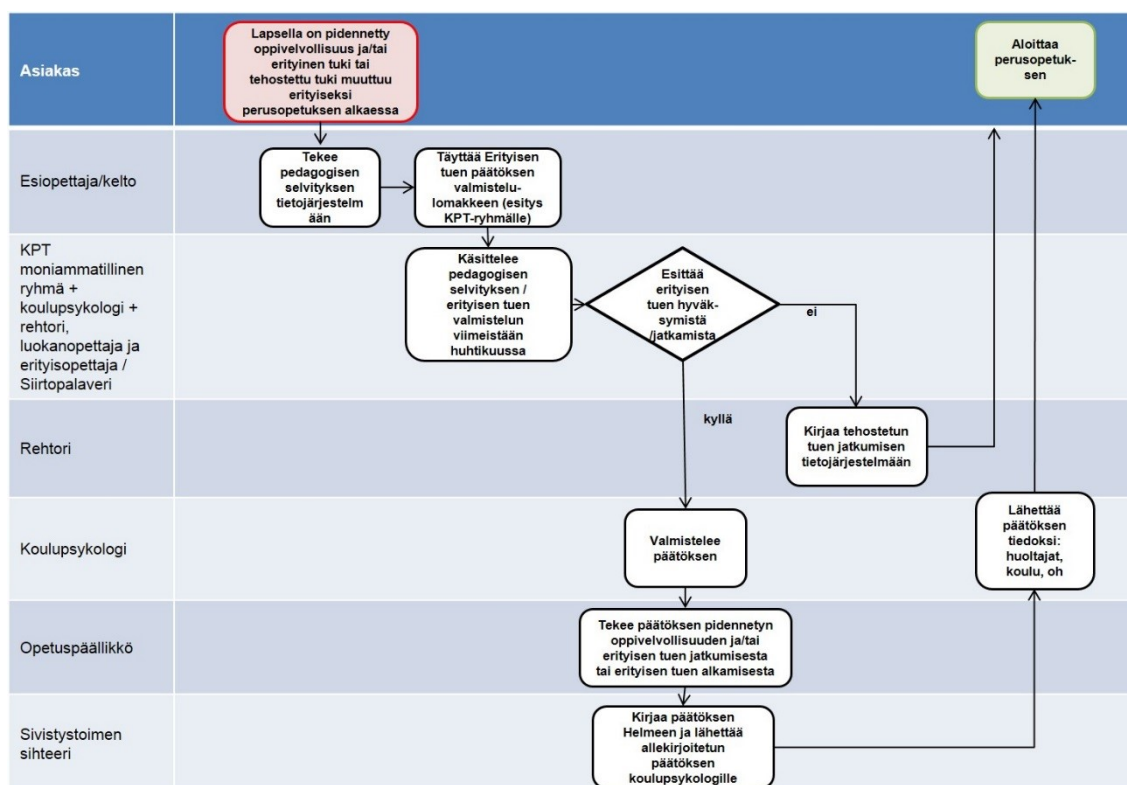 Asiakas
Lapsella on pidennetty
oppivelvollisuus ja/tai
erityinen tuki tai
tehostettu tuki muuttuu
erityiseksi
perusopetuksen alkaessa
Aloittaa
perusopetuk-
sen
Esiopettaja/kelto
Tekee
pedagogisen
selvityksen
tietojärjestelm
ään
Täyttää Erityisen
tuen päätöksen
valmistelu-
lomakkeen (esitys
KPT-ryhmälle)
KPT
moniammatillinen
ryhmä +
koulupsykologi +
rehtori,
luokanopettaja ja
erityisopettaja /
Siirtopalaveri
Käsittelee
pedagogisen
selvityksen /
erityisen tuen
valmistelun
viimeistään
huhtikuussa
Esittää
erityisen
tuen hyväk-
symistä
/jatkamista
ei
kyllä
Rehtori
Kirjaa tehostetun
tuen jatkumisen
tietojärjestelmään
Koulupsykologi
Valmistelee
päätöksen
Lähettää
päätöksen
tiedoksi:
huoltajat,
koulu, oh
Opetuspäällikkö
Tekee päätöksen pidennetyn
oppivelvollisuuden ja/tai
erityisen tuen jatkumisesta
tai erityisen tuen alkamisesta
Sivistystoimen
sihteeri
Kirjaa päätöksen
Helmeen ja lähettää
allekirjoitetun
päätöksen
koulupsykologille